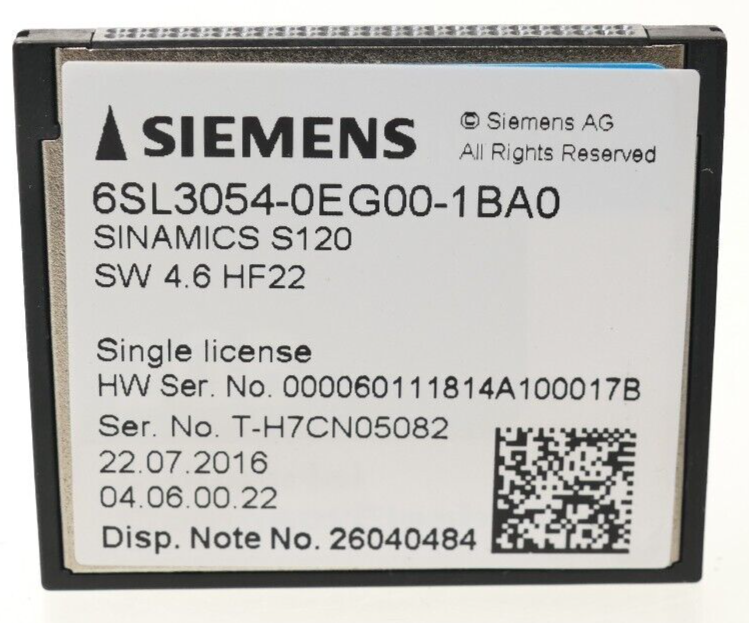 SIEMENS
© Siemens AG
All Rights Reserved
6SL3054-0EG00-1BA0
SINAMICS S120
SW 4.6 HF22
Single license
HW Ser. No. 000060111814A100017B
Ser. No. T-H7CN05082
22.07.2016
04.06.00.22
Disp. Note No. 26040484